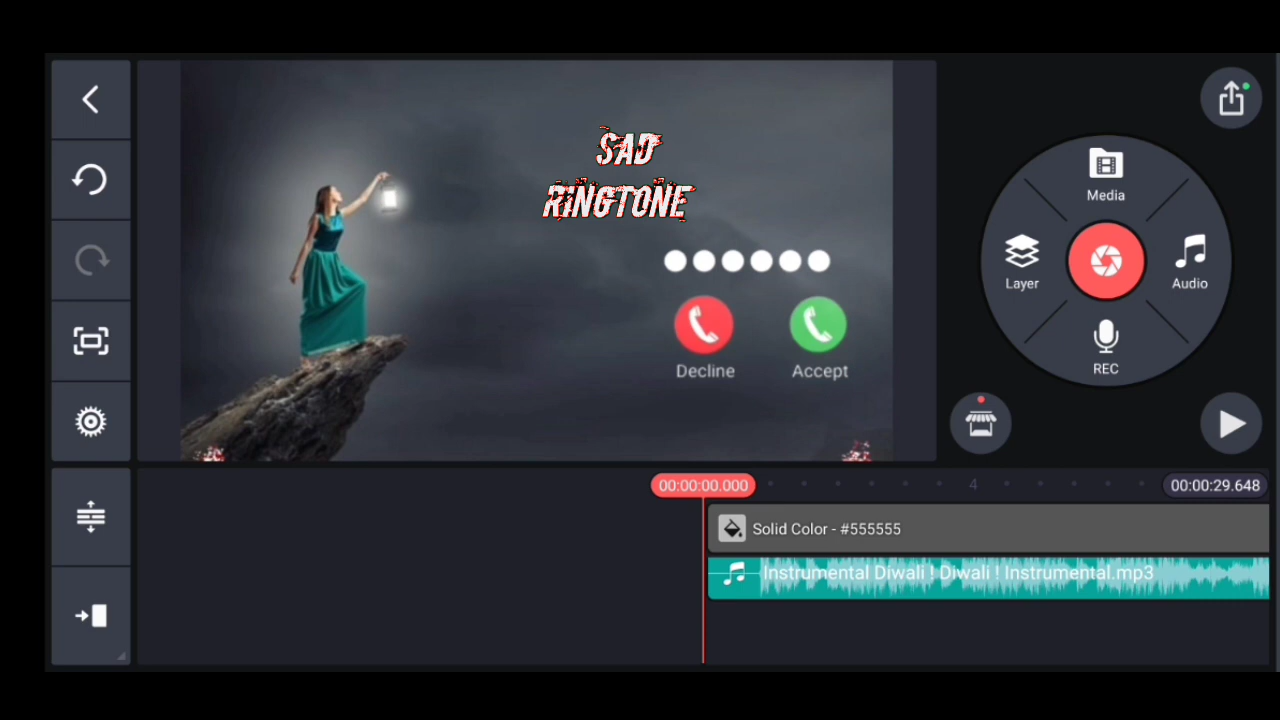 SAD
RINGTONE
Decline
Accept
Media
Layer
Audio
REC
00:00:00.000
4
00:00:29.648
Solid Color - #555555
Instrumental Diwali ! Diwali ! Instrumental.mp3